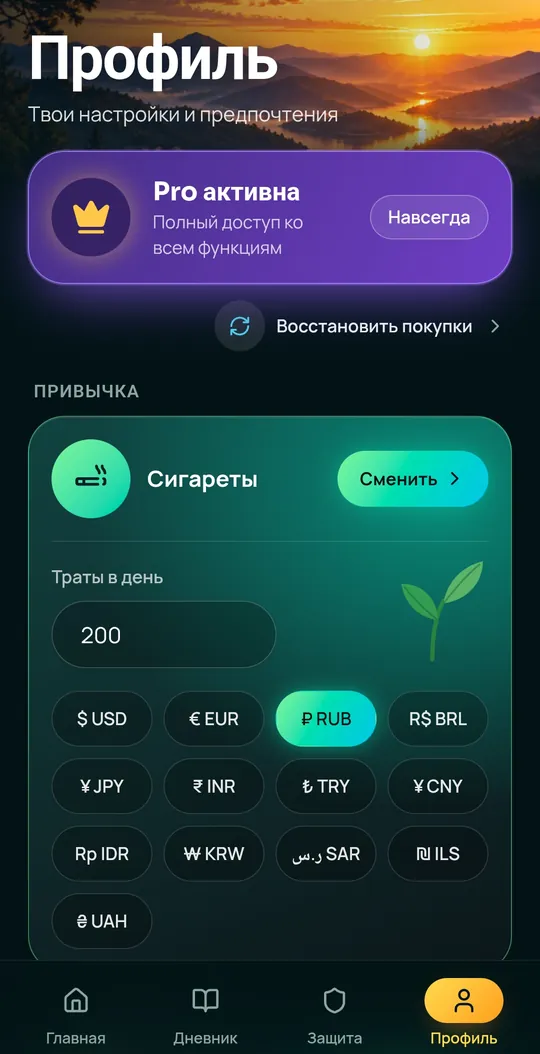 Профиль
Твои настройки и предпочтения
Pro активна
Полный доступ ко
всем функциям
Навсегда
Восстановить покупки
ПРИВЫЧКА
Сигареты
Сменить
Траты в день
200
$ USD
€ EUR
₽ RUB
R$ BRL
¥ JPY
₹ INR
₺ TRY
¥ CNY
Rp IDR
₩ KRW
ر.س SAR
₪ ILS
₴ UAH
Главная
Дневник
Защита
Профиль